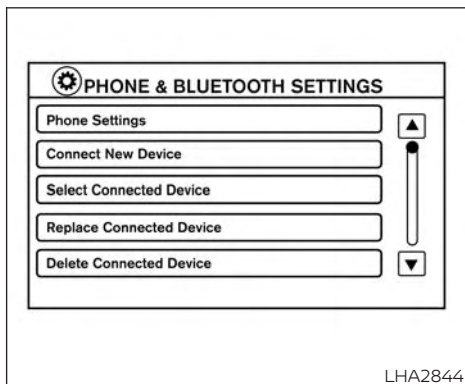 PHONE & BLUETOOTH SETTINGS
Phone Settings
Connect New Device
Select Connected Device
Replace Connected Device
Delete Connected Device
LHA2844